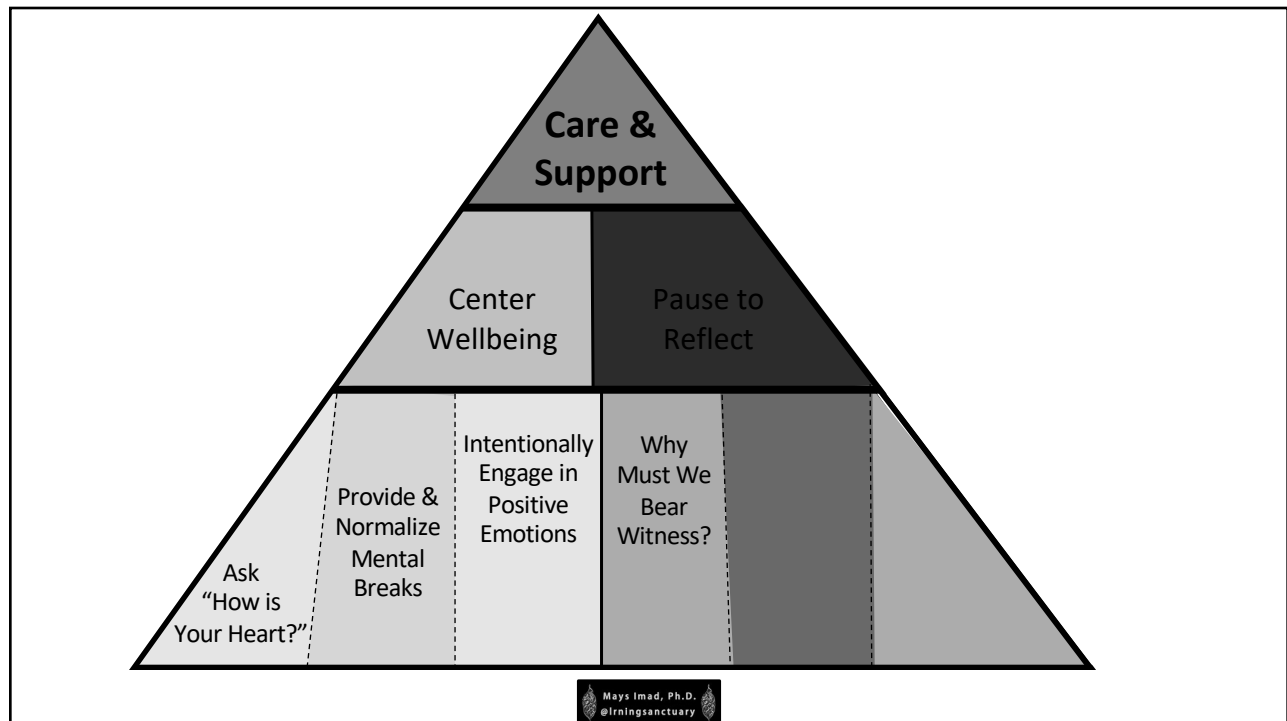 Care &
Support
Center
Wellbeing
Pause to
Reflect
Ask
“How is
Your Heart?”
Provide &
Normalize
Mental
Breaks
Intentionally
Engage in
Positive
Emotions
Why
Must We
Bear
Witness?
Mays Imad, Ph.D.
@lrningsanctuary